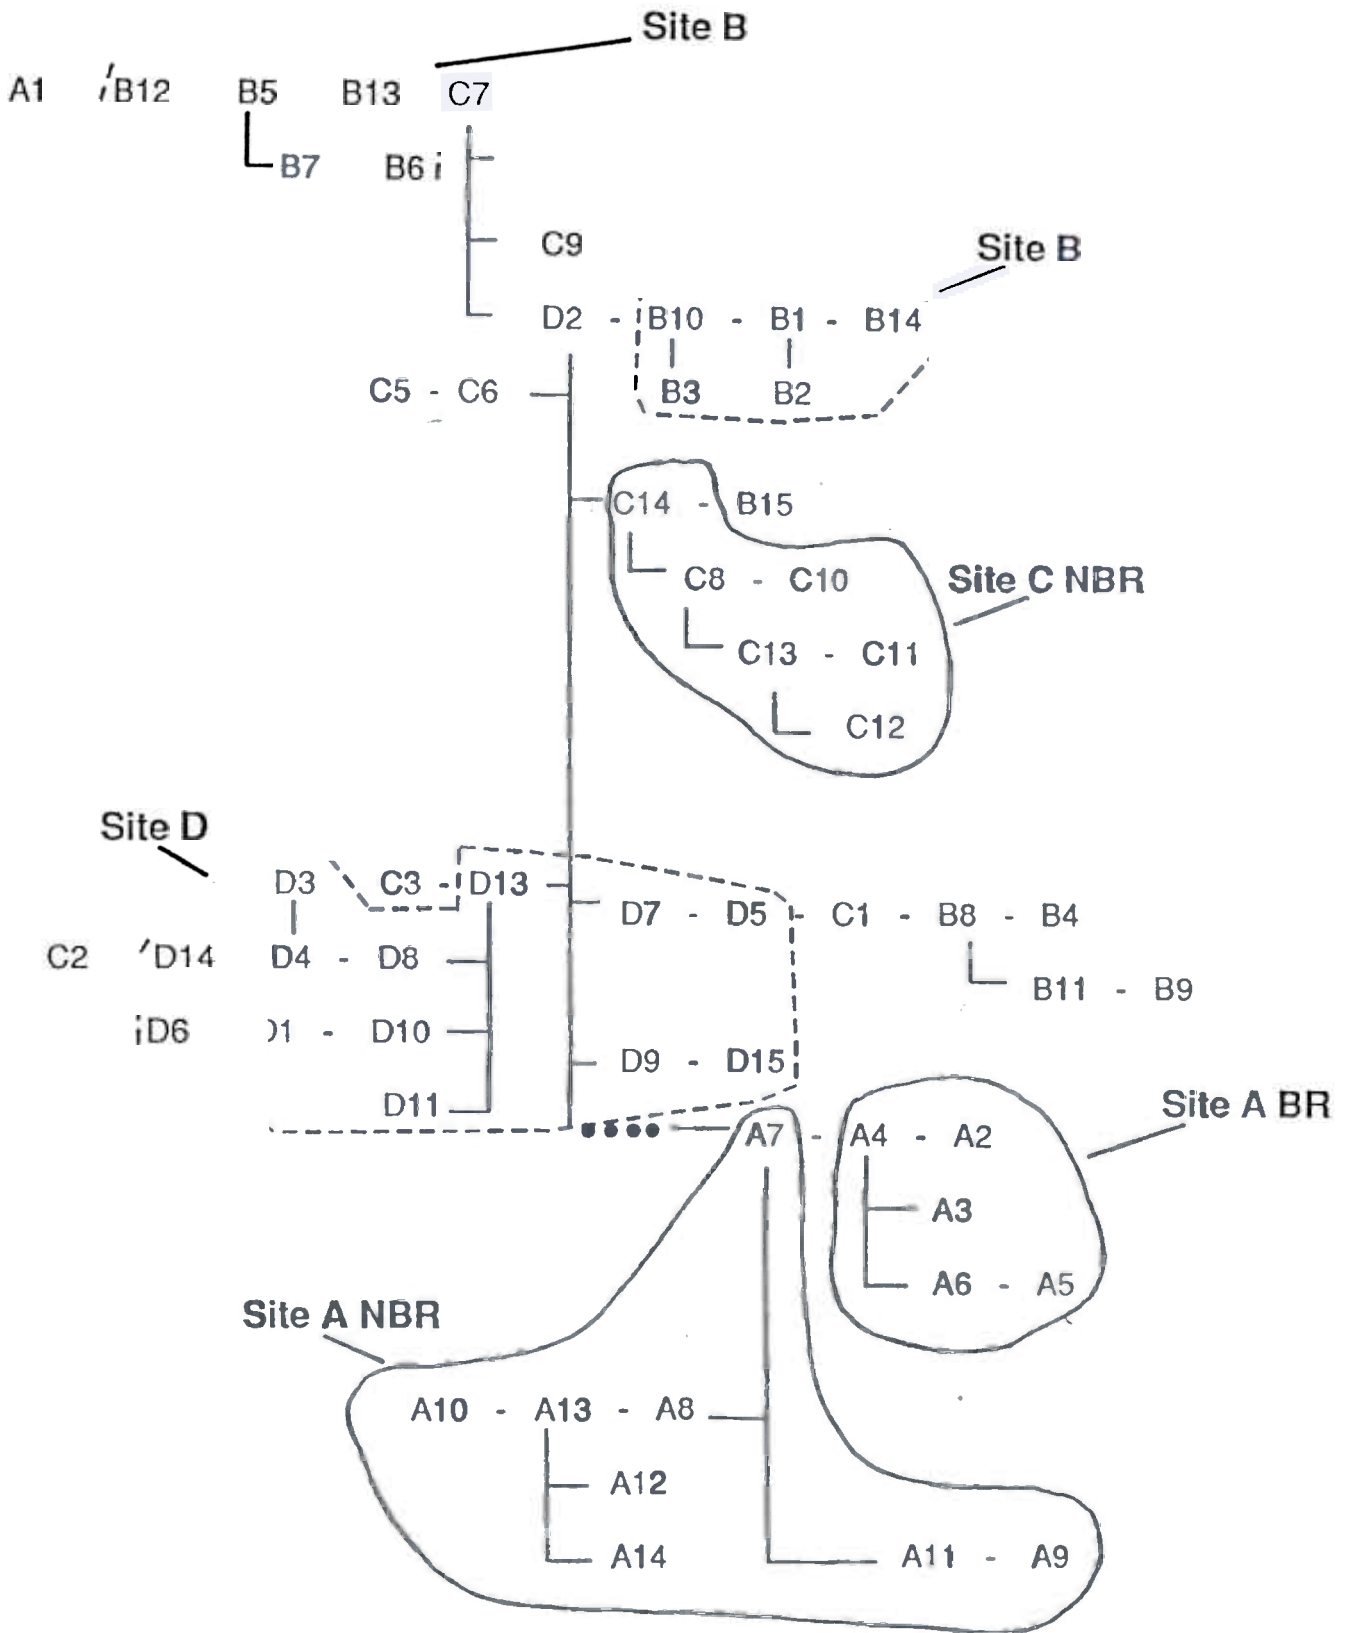 Site B
A1 B12 B5 B13 C7
B7 B6
C9
Site B
D2 - B10 - B1 - B14
C5 - C6 B3 B2
C14 - B15
C8 - C10 Site C NBR
C13 - C11
C12
Site D
D3 C3 - D13
D7 - D5 - C1 - B8 - B4
C2 D14 D4 - D8
B11 - B9
D6 - D10
D9 - D15
D11
Site A BR
A7 - A4 - A2
A3
A6 - A5
Site A NBR
A10 - A13 - A8
A12
A14 A11 - A9